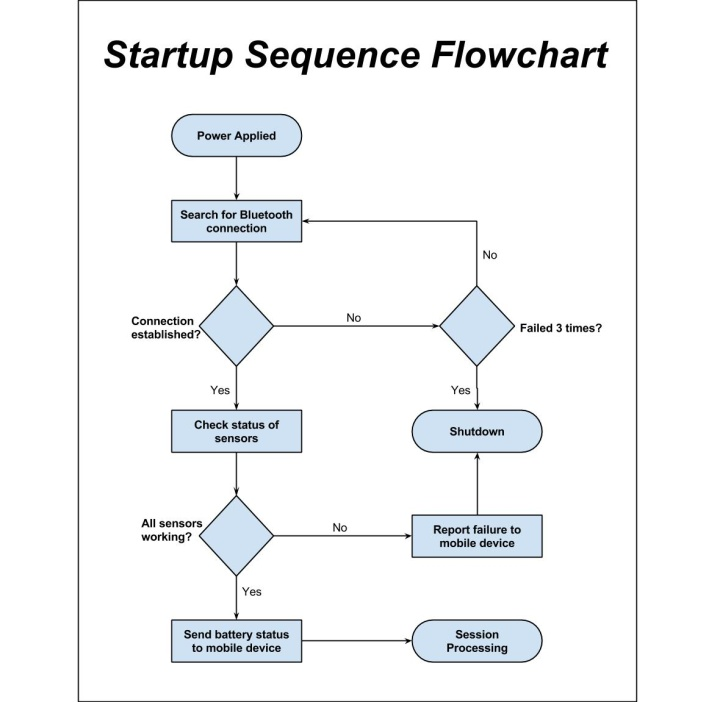 Startup Sequence Flowchart
Power Applied
Search for Bluetooth
connection
No
Connection
established?
No
Failed 3 times?
Yes
Yes
Check status of
sensors
Shutdown
All sensors
working?
No
Report failure to
mobile device
Yes
Send battery status
to mobile device
Session
Processing